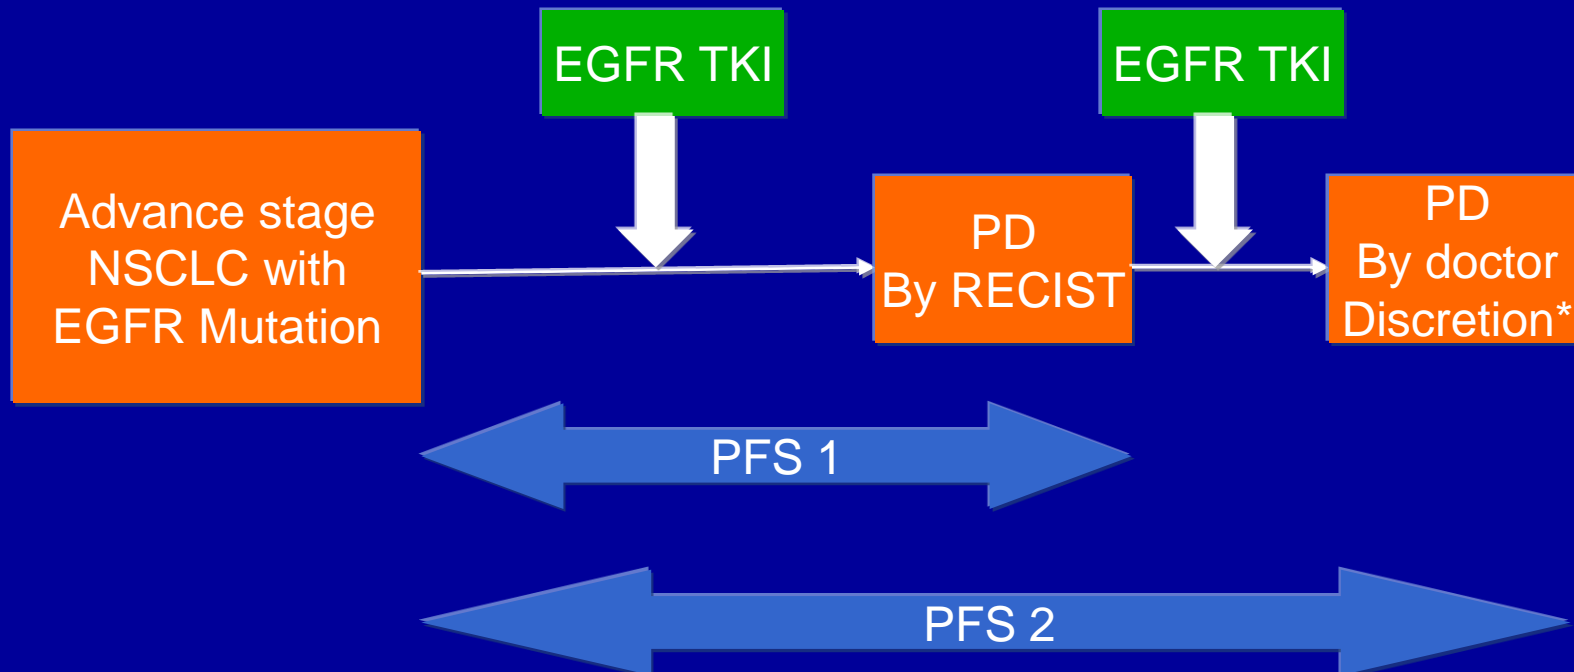 EGFR TKI
EGFR TKI
Advance stage
NSCLC with
EGFR Mutation
PD
By RECIST
PD
By doctor
Discretion*
PFS 1
PFS 2